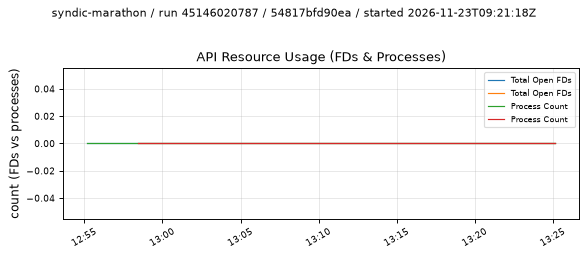 syndic-marathon / run 45146020787 / 54817bfd90ea / started 2026-11-23T09:21:18Z
API Resource Usage (FDs & Processes)
count (FDs vs processes)
0.04
0.02
0.00
−0.02
−0.04
Total Open FDs
Total Open FDs
Process Count
Process Count
12:55
13:00
13:05
13:10
13:15
13:20
13:25